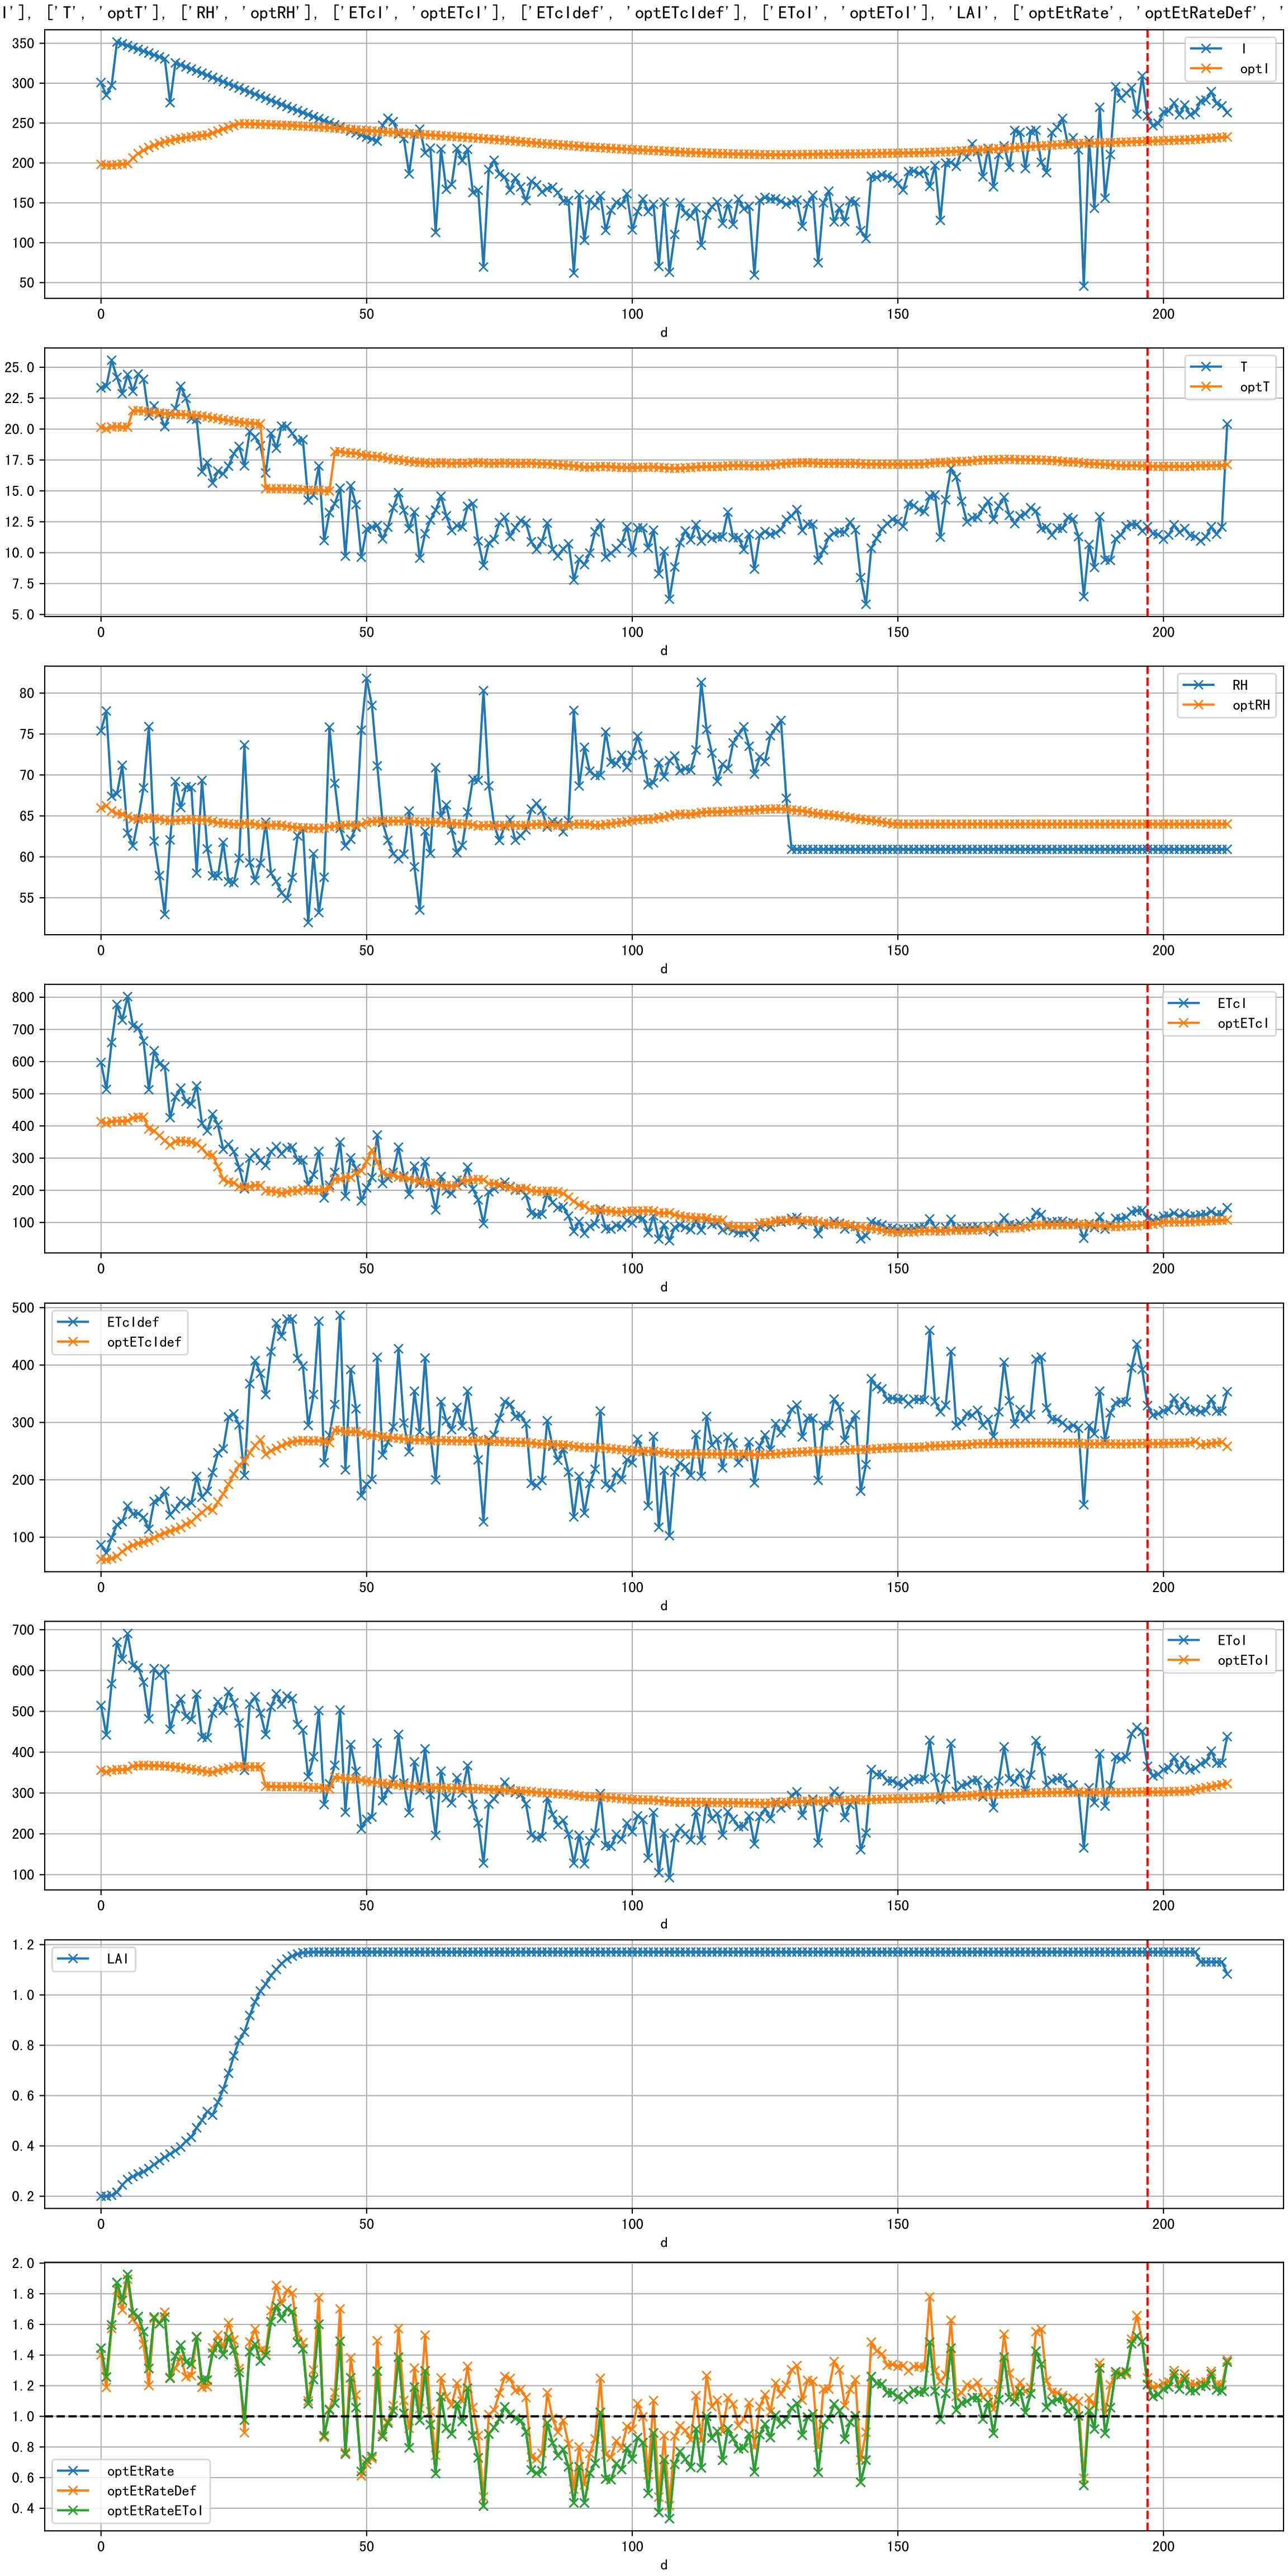 I'], ['T', 'optT'], ['RH', 'optRH'], ['ETcI', 'optETcI'], ['ETcIdef', 'optETcIdef'], ['EToI', 'optEToI'], 'LAI', ['optEtRate', 'optEtRateDef', '
350
300
250
200
150
100
50
I
optI
0 50 100 150 200
d
25.0
22.5
20.0
17.5
15.0
12.5
10.0
7.5
5.0
T
optT
0 50 100 150 200
d
80
75
70
65
60
55
RH
optRH
0 50 100 150 200
d
800
700
600
500
400
300
200
100
ETcI
optETcI
0 50 100 150 200
d
500
400
300
200
100
ETcIdef
optETcIdef
0 50 100 150 200
d
700
600
500
400
300
200
100
EToI
optEToI
0 50 100 150 200
d
1.2
1.0
0.8
0.6
0.4
0.2
LAI
0 50 100 150 200
d
2.0
1.8
1.6
1.4
1.2
1.0
0.8
0.6
0.4
optEtRate
optEtRateDef
optEtRateEToI
0 50 100 150 200
d